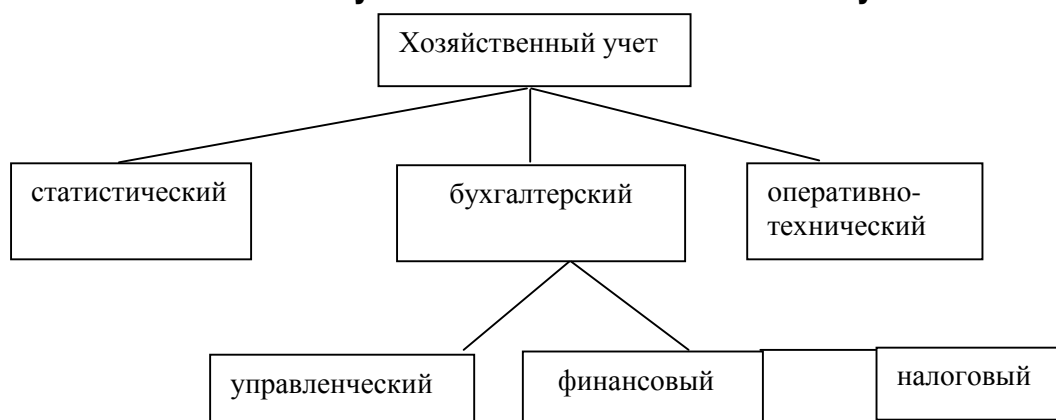 Хозяйственный учет
статистический
бухгалтерский
оперативно-
технический
управленческий
финансовый
налоговый